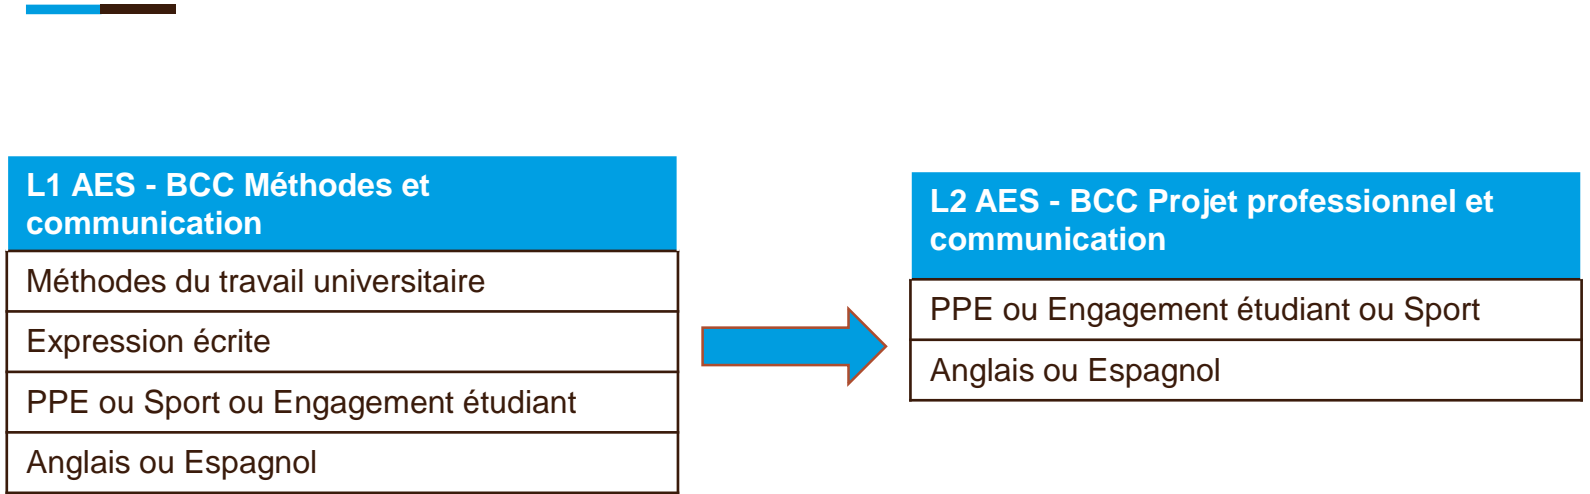 L1 AES - BCC Méthodes et
communication
Méthodes du travail universitaire
Expression écrite
PPE ou Sport ou Engagement étudiant
Anglais ou Espagnol
L2 AES - BCC Projet professionnel et
communication
PPE ou Engagement étudiant ou Sport
Anglais ou Espagnol